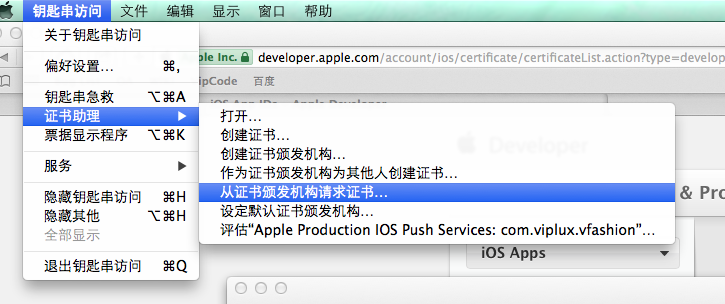 钥匙串访问 文件 编辑 显示 窗口 帮助
关于钥匙串访问
偏好设置… ⌘,
钥匙串急救 ⌥⌘A
证书助理 ▶
票据显示程序 ⌥⌘K
服务 ▶
隐藏钥匙串访问 ⌘H
隐藏其他 ⌥⌘H
全部显示
退出钥匙串访问 ⌘Q
打开…
创建证书…
创建证书颁发机构…
作为证书颁发机构为其他人创建证书…
从证书颁发机构请求证书…
设定默认证书颁发机构…
评估“Apple Production IOS Push Services: com.viplux.vfashion”…
ple Inc. developer.apple.com/account/ios/certificate/certificateList.action?type=develop
ipCode 百度
iOS App IDs - Apple Developer
Developer
& Pro
iOS Apps